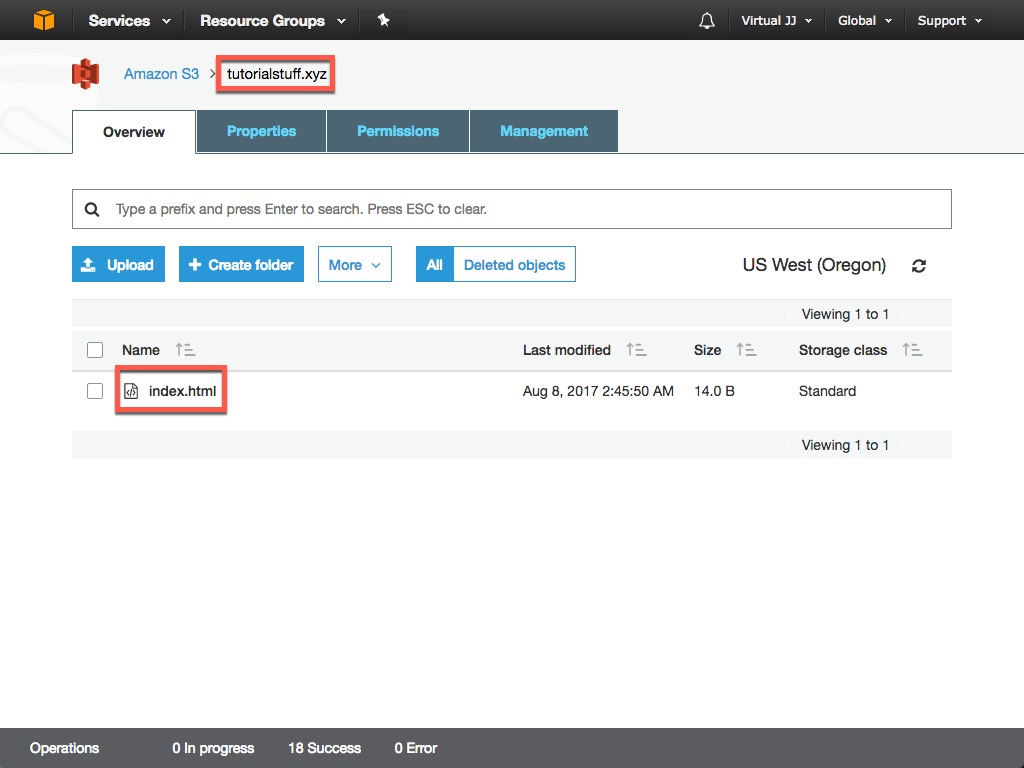 Services Resource Groups Virtual JJ Global Support
Amazon S3 > tutorialstuff.xyz
Overview Properties Permissions Management
Type a prefix and press Enter to search. Press ESC to clear.
Upload + Create folder More All Deleted objects US West (Oregon)
Viewing 1 to 1
Name Last modified Size Storage class
index.html Aug 8, 2017 2:45:50 AM 14.0 B Standard
Viewing 1 to 1
Operations 0 In progress 18 Success 0 Error